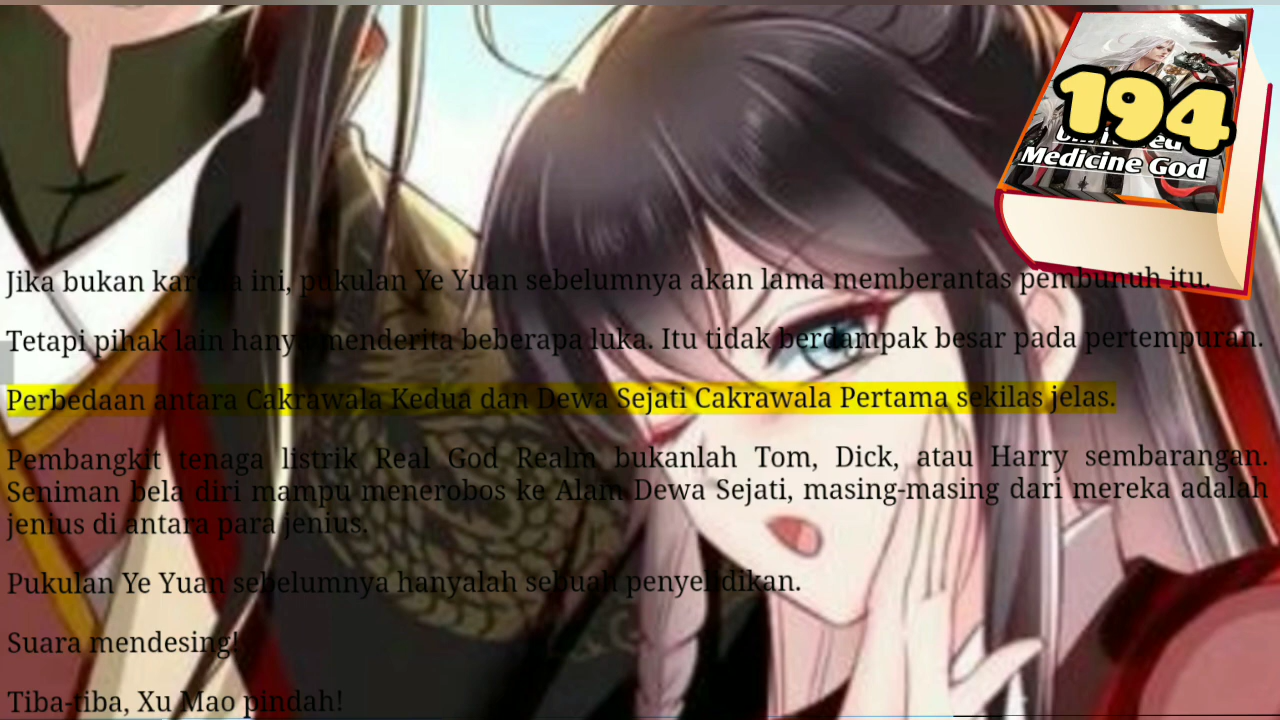 194
Medicine God
Jika bukan karena ini, pukulan Ye Yuan sebelumnya akan lama memberantas pembunuh itu.
Tetapi pihak lain hanya menderita beberapa luka. Itu tidak berdampak besar pada pertempuran.
Perbedaan antara Cakrawala Kedua dan Dewa Sejati Cakrawala Pertama sekilas jelas.
Pembangkit tenaga listrik Real God Realm bukanlah Tom, Dick, atau Harry sembarangan.
Seniman bela diri mampu menerobos ke Alam Dewa Sejati, masing-masing dari mereka adalah
jenius di antara para jenius.
Pukulan Ye Yuan sebelumnya hanyalah sebuah penyelidikan.
Suara mendesing!
Tiba-tiba, Xu Mao pindah!